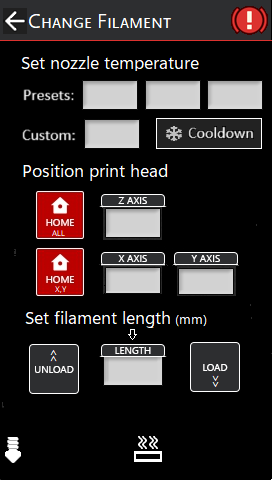 CHANGE FILAMENT
Set nozzle temperature
Presets:
Custom:
Cooldown
Position print head
HOME
ALL
Z AXIS
HOME
X,Y
X AXIS
Y AXIS
Set filament length (mm)
UNLOAD
LENGTH
LOAD